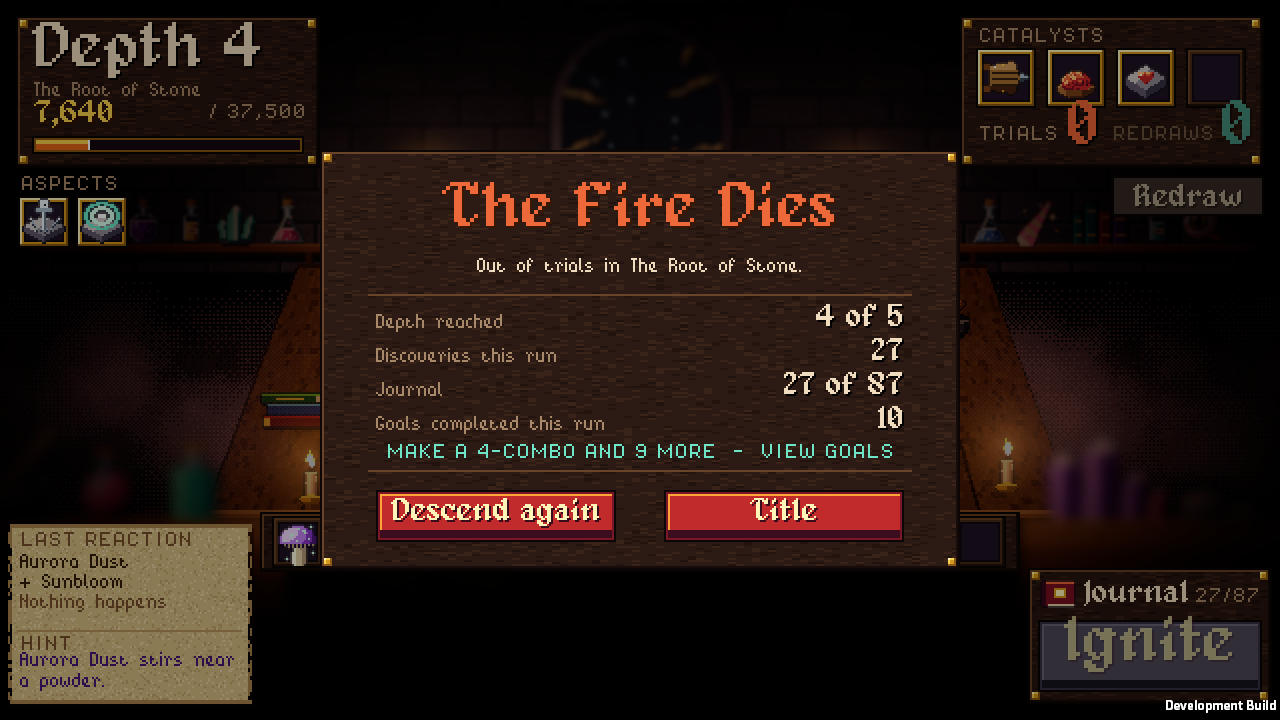 Depth 4
The Root of Stone
7,640 / 37,500
ASPECTS
CATALYSTS
TRIALS 0 REDRAWS 0
Redraw
The Fire Dies
Out of trials in The Root of Stone.
Depth reached 4 of 5
Discoveries this run 27
Journal 27 of 87
Goals completed this run 10
MAKE A 4-COMBO AND 9 MORE - VIEW GOALS
Descend again
Title
LAST REACTION
Aurora Dust
+ Sunbloom
Nothing happens
HINT
Aurora Dust stirs near
a powder.
Journal 27/87
Ignite
Development Build